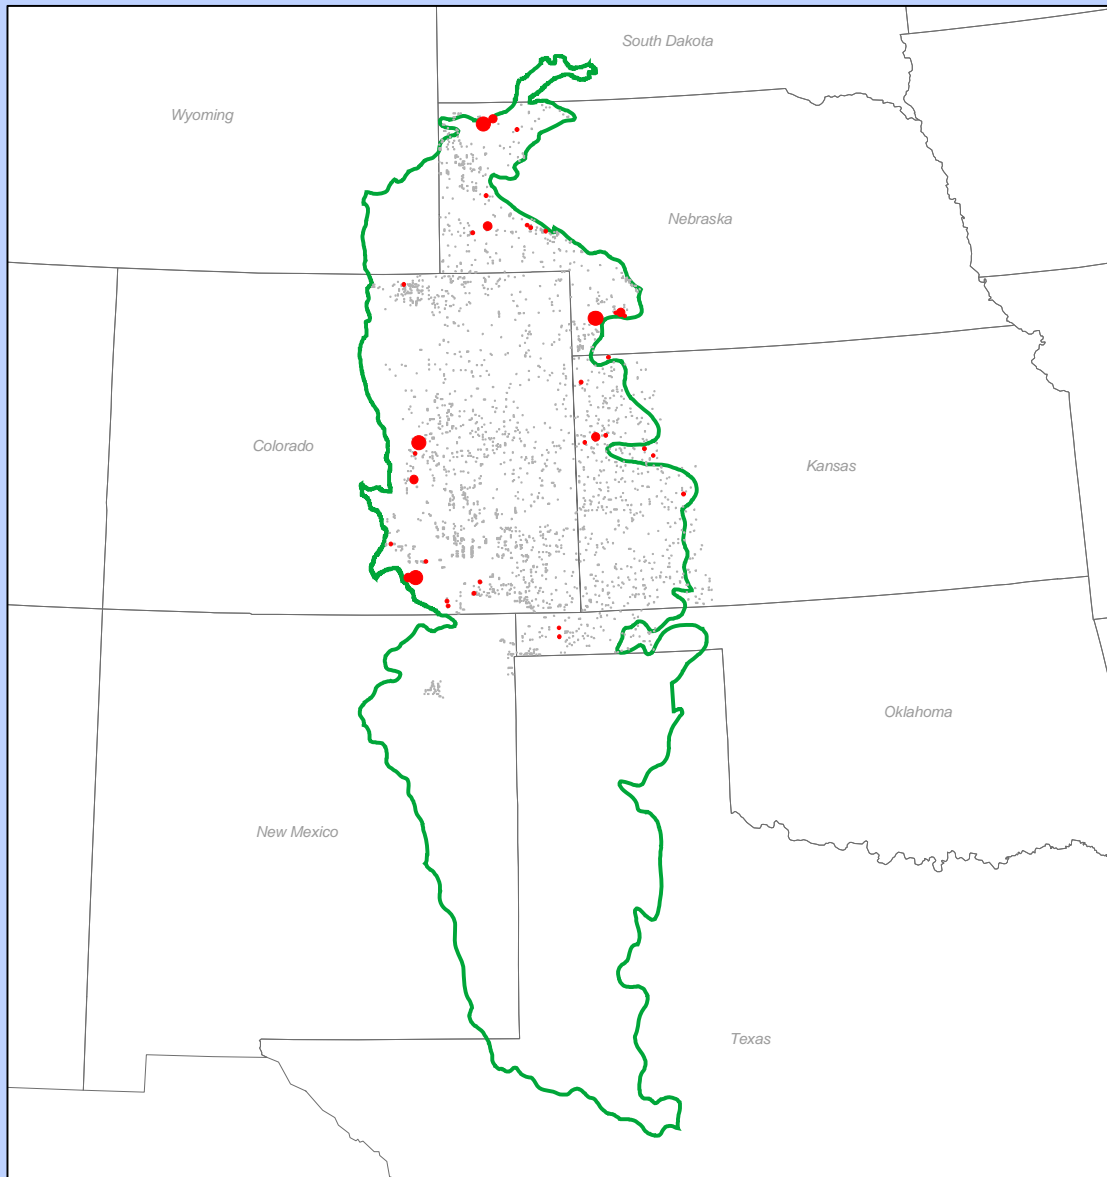 South Dakota
Wyoming
Nebraska
Colorado
Kansas
Oklahoma
New Mexico
Texas